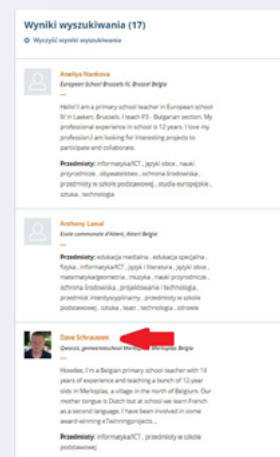 Wyniki wyszukiwania (17)
Wyczyść wyniki wyszukiwania
Aneliya Nankova
European School Brussels IV, Brussel Belgia
Hello! I am a primary school teacher in European school
IV in Laeken, Brussels. I teach P3 - Bulgarian section. My
professional experience in school is 12 years. I love my
profession.I am looking for interesting projects to
participate and collaborate.
Przedmioty: informatyka/ICT , języki obce , nauki
przyrodnicze , obywatelstwo , ochrona środowiska ,
przedmioty w szkole podstawowej , studia europejskie ,
sztuka , technologia
Anthony Lawal
Ecole communale d'Attert, Attert Belgia
Przedmioty: edukacja medialna , edukacja specjalna ,
fizyka , informatyka/ICT , język i literatura , języki obce ,
matematyka/geometria , muzyka , nauki przyrodnicze ,
ochrona środowiska , projektowanie i technologia ,
przedmiot interdyscyplinarny , przedmioty w szkole
podstawowej , sztuka , teatr , technologia , zdrowie
Dave Schrauwen
Qworzó, gemeenteschool Merksplas, Merksplas Belgia
Howdee, I'm a Belgian primary school teacher with 14
years of experience and teaching a bunch of 12 year
olds in Merksplas, a village in the north of Belgium. Our
mother tongue is Dutch but at school we learn French
as a second language. I have been involved in some
award-winning eTwinningprojects...
Przedmioty: informatyka/ICT , przedmioty w szkole
podstawowej